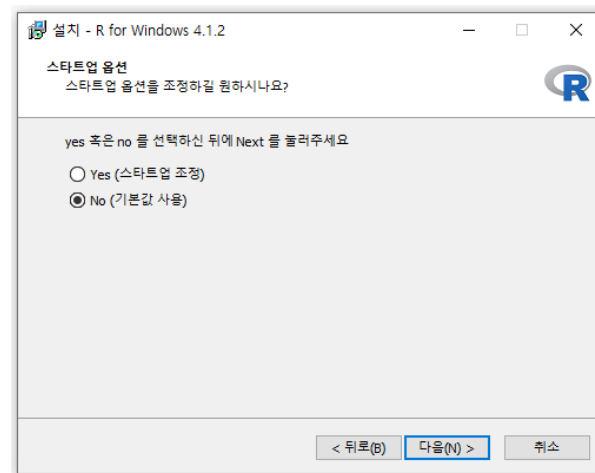 설치 - R for Windows 4.1.2
스타트업 옵션
스타트업 옵션을 조정하길 원하시나요?
R
yes 혹은 no 를 선택하신 뒤에 Next 를 눌러주세요
Yes (스타트업 조정)
No (기본값 사용)
< 뒤로(B) 다음(N) > 취소